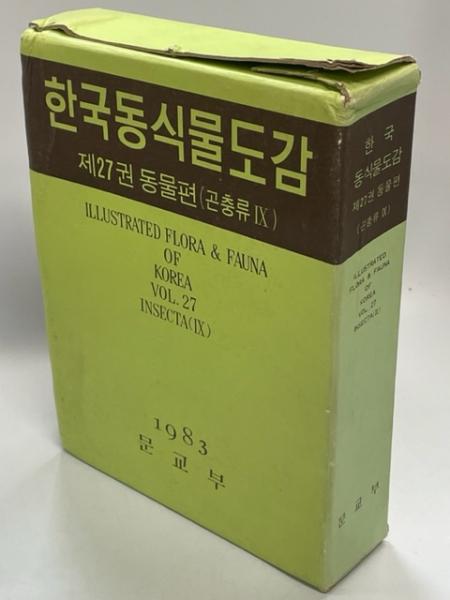 한국동식물도감
제27권 동물편(곤충류 IX)
ILLUSTRATED FLORA & FAUNA
OF
KOREA
VOL. 27
INSECTA(IX)
1983
문교부
한국
동식물도감
제27권 동물편
(곤충류 IX)
ILLUSTRATED
FLORA & FAUNA
OF
KOREA
VOL. 27
INSECTA(IX)
문교부